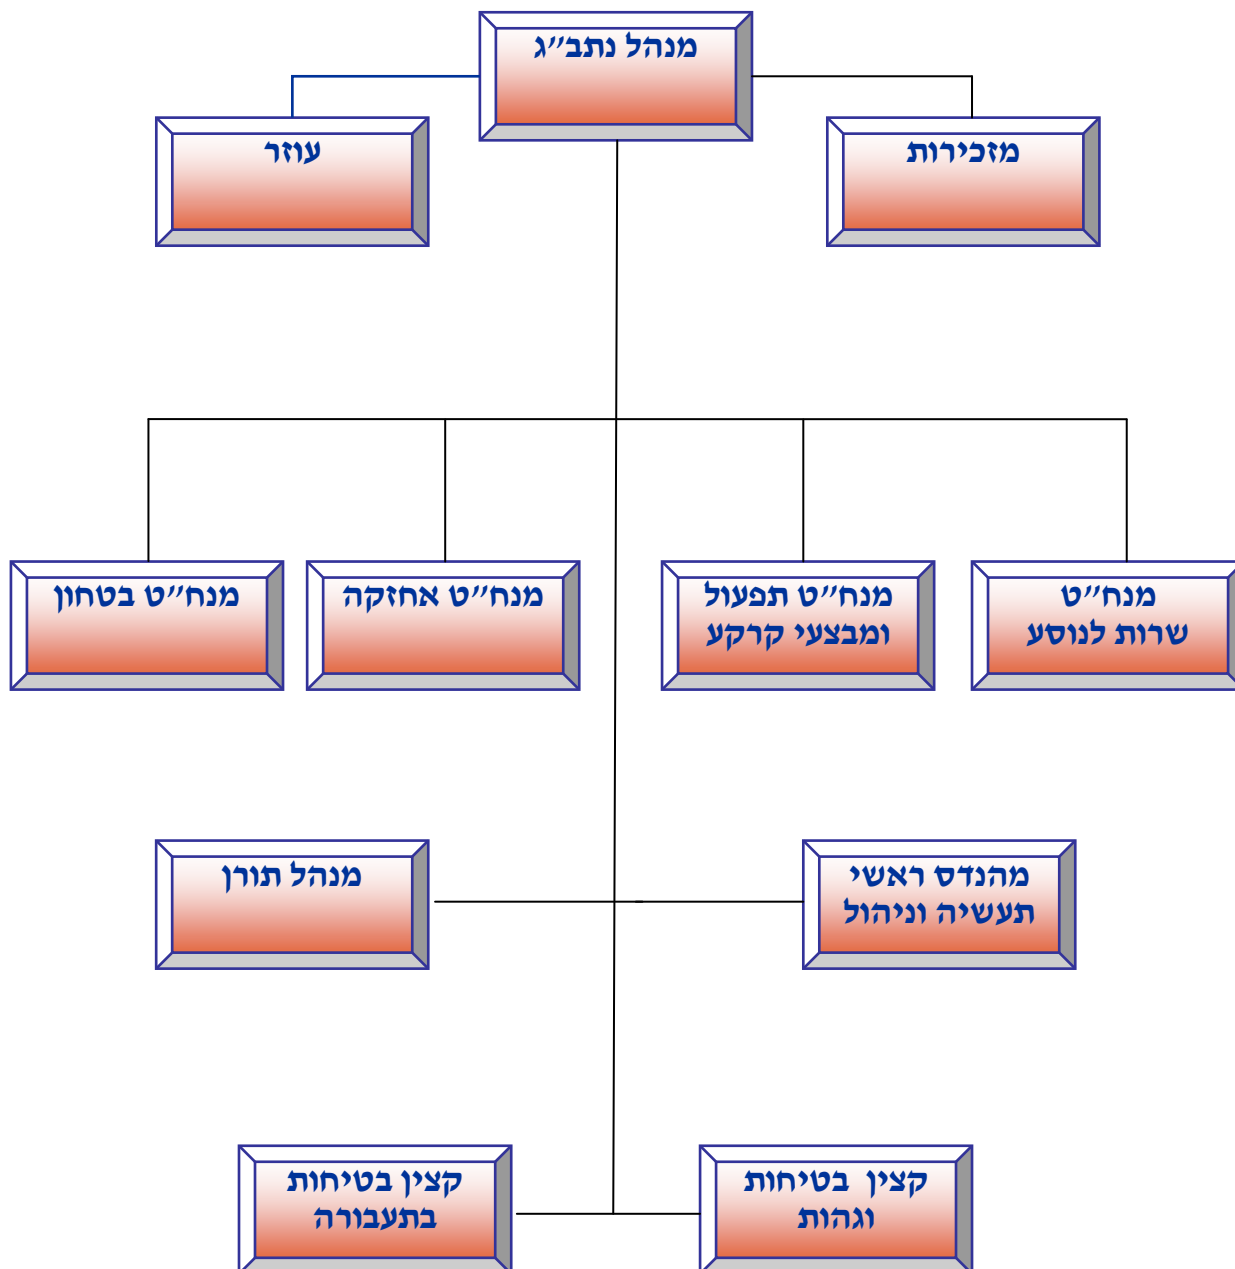 מנהל נתב״ג
מזכירות
עוזר
מנח״ט
שרות לנוסע
מנח״ט תפעול
ומבצעי קרקע
מנח״ט אחזקה
מנח״ט בטחון
מהנדס ראשי
תעשיה וניהול
מנהל תורן
קצין בטיחות
וגהות
קצין בטיחות
בתעבורה